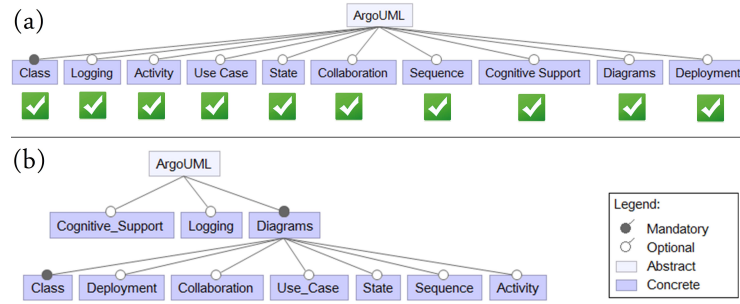 (a)
ArgoUML
Class Logging Activity Use Case State Collaboration Sequence Cognitive Support Diagrams Deployment
(b)
ArgoUML
Cognitive_Support Logging Diagrams
Class Deployment Collaboration Use_Case State Sequence Activity
Legend:
Mandatory
Optional
Abstract
Concrete